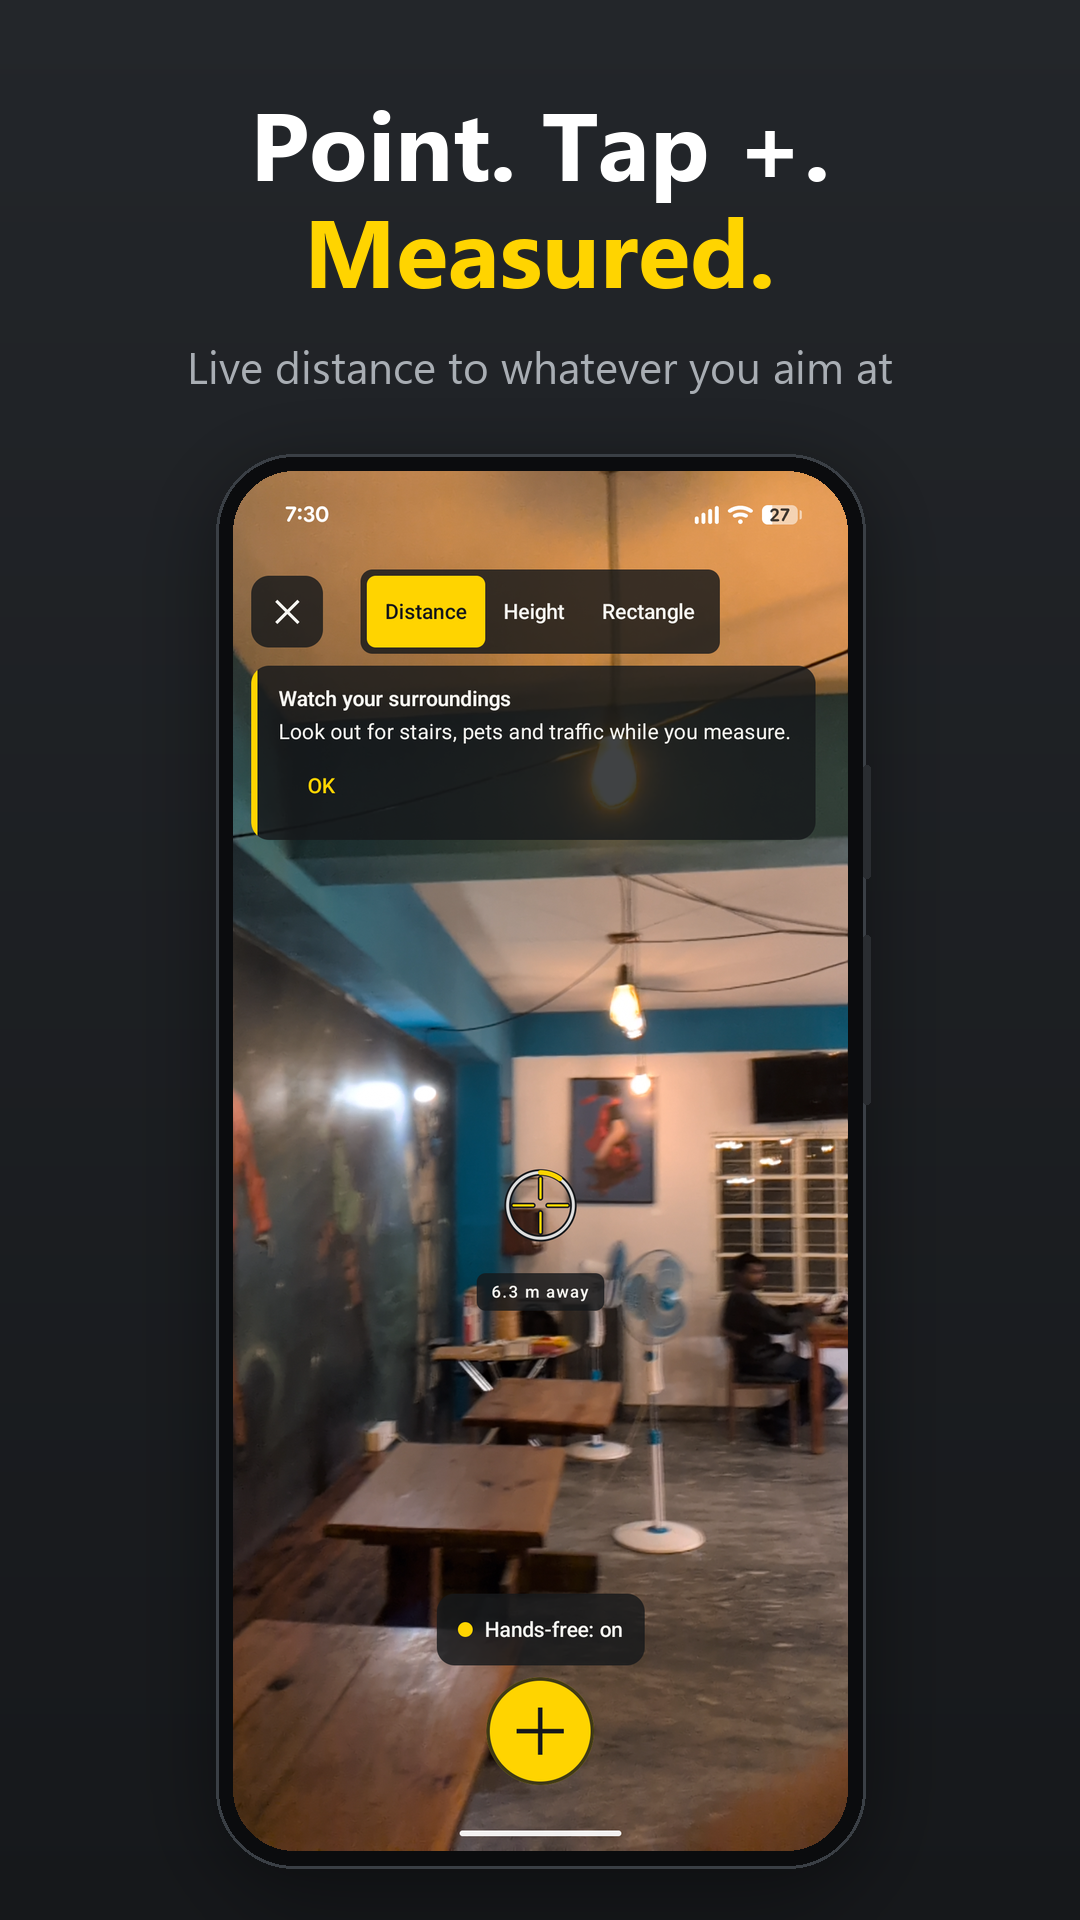 Point. Tap +.
Measured.
Live distance to whatever you aim at
7:30
27
Distance Height Rectangle
Watch your surroundings
Look out for stairs, pets and traffic while you measure.
OK
6.3 m away
Hands-free: on